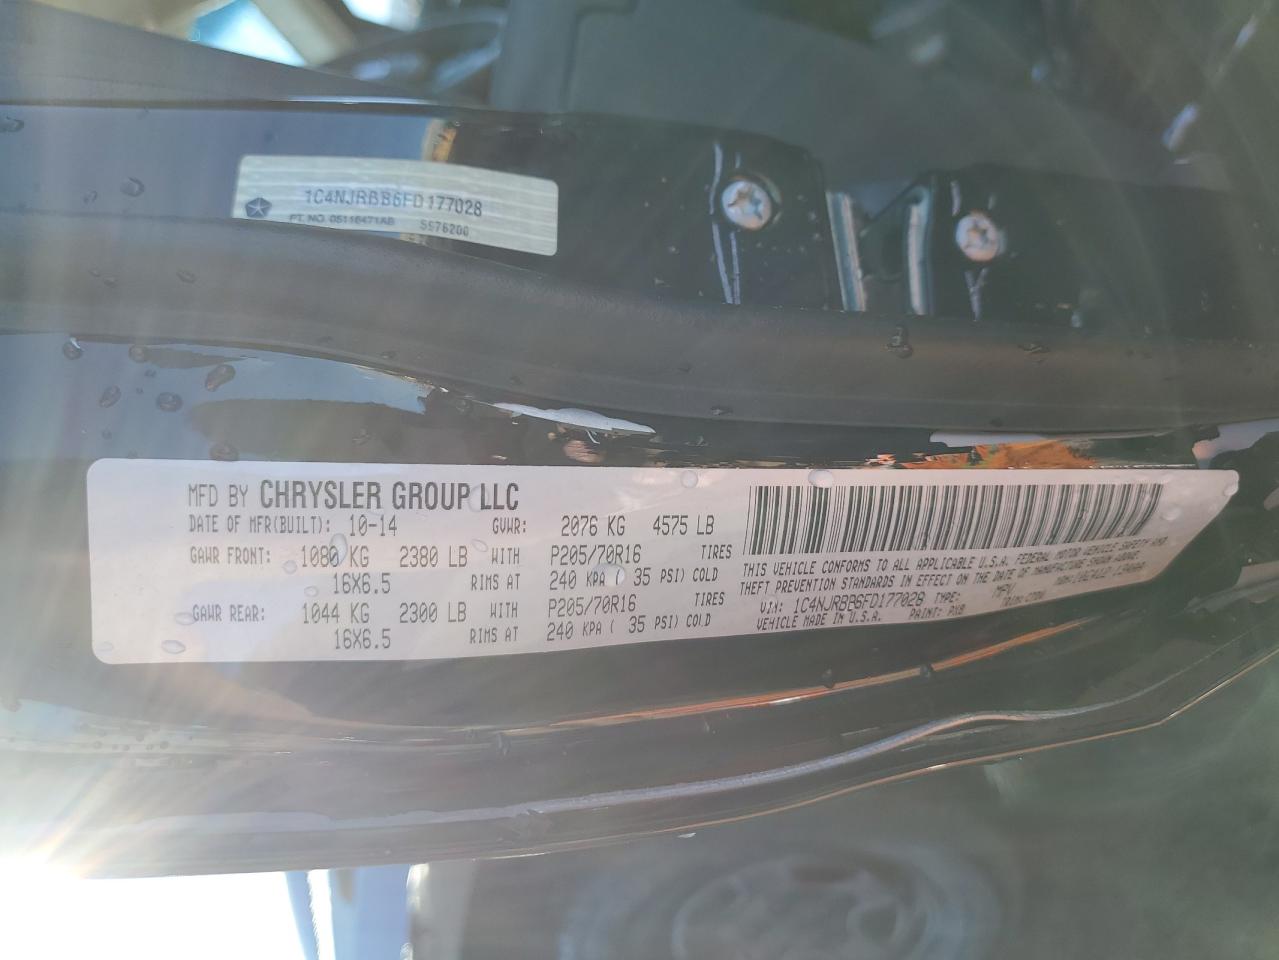 1C4NJRBB6FD177028
PT. NO. 05116471AB 5576200
MFD BY CHRYSLER GROUP LLC
DATE OF MFR(BUILT): 10-14 GVWR: 2076 KG 4575 LB
GAWR FRONT: 1080 KG 2380 LB WITH P205/70R16 TIRES
16X6.5 RIMS AT 240 KPA ( 35 PSI) COLD
GAWR REAR: 1044 KG 2300 LB WITH P205/70R16 TIRES
16X6.5 RIMS AT 240 KPA ( 35 PSI) COLD
THIS VEHICLE CONFORMS TO ALL APPLICABLE U.S.A. FEDERAL MOTOR VEHICLE SAFETY AND
THEFT PREVENTION STANDARDS IN EFFECT ON THE DATE OF MANUFACTURE SHOWN ABOVE.
VIN: 1C4NJRBB6FD177028 TYPE: MPV
VEHICLE MADE IN U.S.A. PAINT: PXB TRIM: